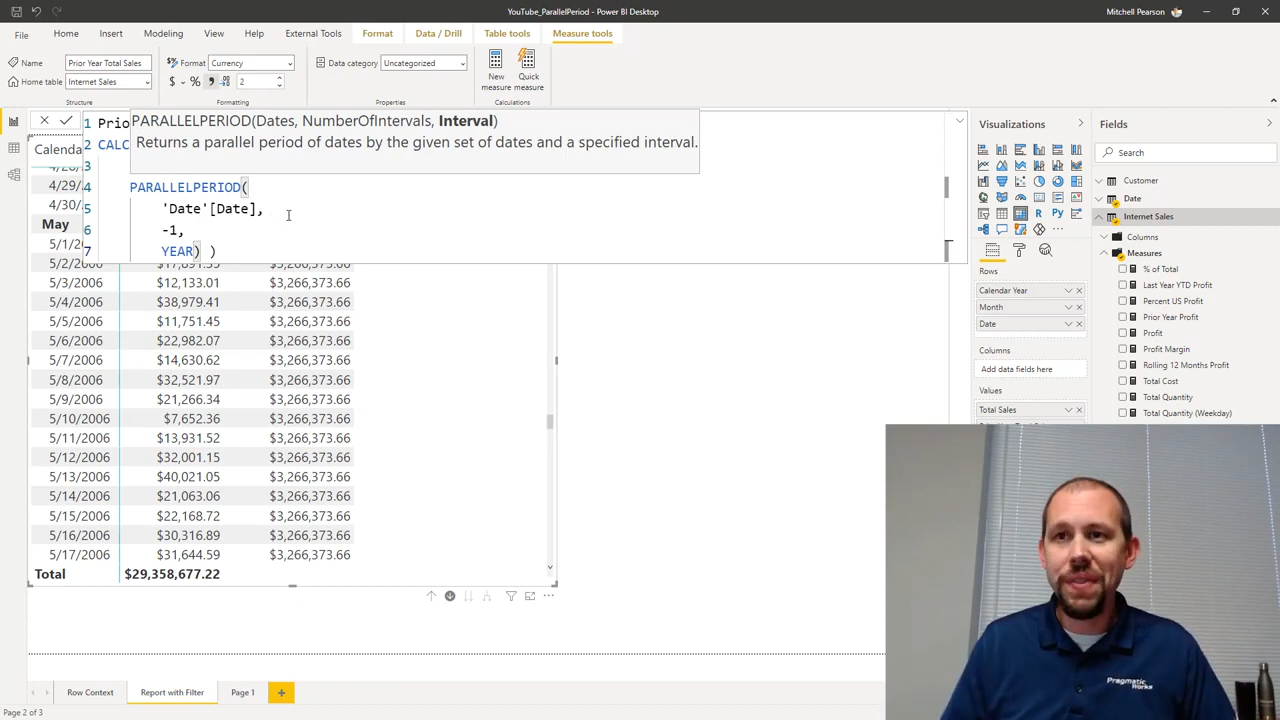 YouTube_ParallelPeriod - Power BI Desktop
Mitchell Pearson
File
Home
Insert
Modeling
View
Help
External Tools
Format
Data / Drill
Table tools
Measure tools
Name
Prior Year Total Sales
Home table
Internet Sales
Structure
Format
Currency
$
%
2
Formatting
Data category
Uncategorized
Properties
New measure
Quick measure
Calculations
PARALLELPERIOD(Dates, NumberOfIntervals, Interval)
Returns a parallel period of dates by the given set of dates and a specified interval.
1 Prio
2 CALC
3
4 PARALLELPERIOD(
5 'Date'[Date],
6 -1,
7 YEAR) )
Calenda
4/29/
4/30/
May
5/1/
5/2/2006
5/3/2006 $12,133.01 $3,266,373.66
5/4/2006 $38,979.41 $3,266,373.66
5/5/2006 $11,751.45 $3,266,373.66
5/6/2006 $22,982.07 $3,266,373.66
5/7/2006 $14,630.62 $3,266,373.66
5/8/2006 $32,521.97 $3,266,373.66
5/9/2006 $21,266.34 $3,266,373.66
5/10/2006 $7,652.36 $3,266,373.66
5/11/2006 $13,931.52 $3,266,373.66
5/12/2006 $32,001.15 $3,266,373.66
5/13/2006 $40,021.05 $3,266,373.66
5/14/2006 $21,063.06 $3,266,373.66
5/15/2006 $22,168.72 $3,266,373.66
5/16/2006 $30,316.89 $3,266,373.66
5/17/2006 $31,644.59 $3,266,373.66
Total $29,358,677.22
Visualizations
R
Py
Rows
Calendar Year
Month
Date
Columns
Add data fields here
Values
Total Sales
Fields
Search
Customer
Date
Internet Sales
Columns
Measures
% of Total
Last Year YTD Profit
Percent US Profit
Prior Year Profit
Profit
Profit Margin
Rolling 12 Months Profit
Total Cost
Total Quantity
Total Quantity (Weekday)
Pragmatic
Works
Row Context
Report with Filter
Page 1
+
Page 2 of 3